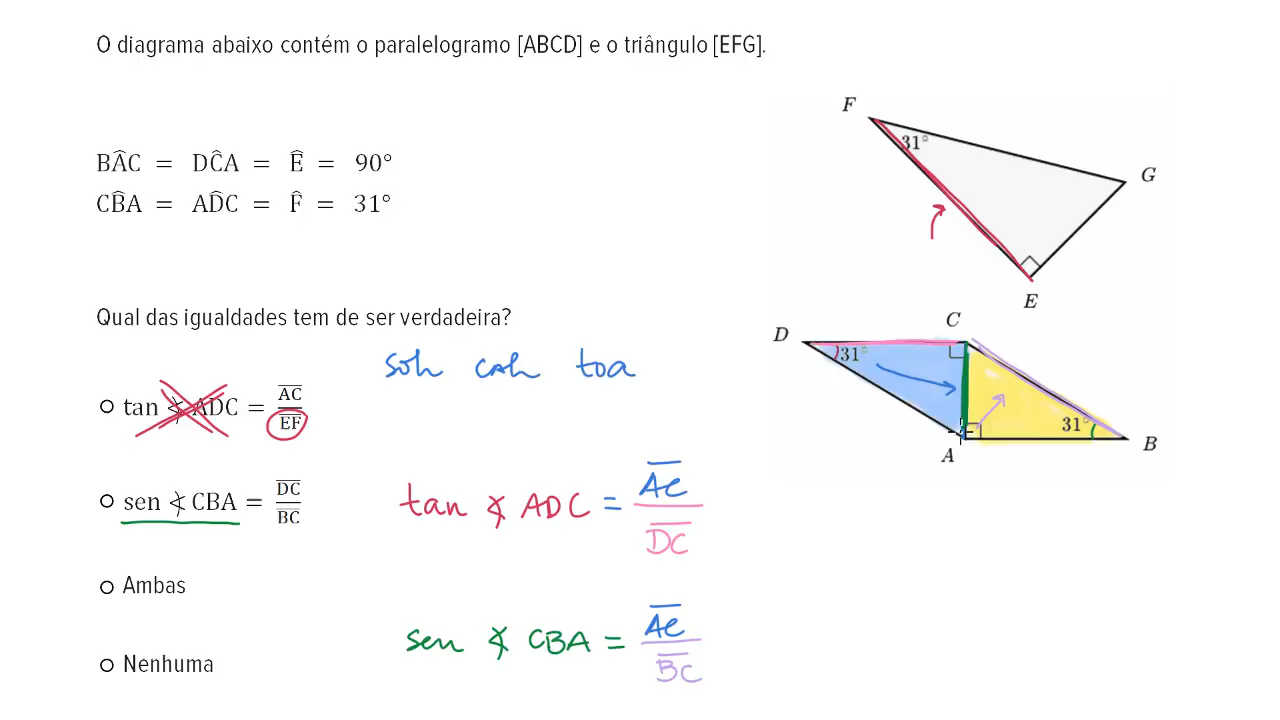 O diagrama abaixo contém o paralelogramo [ABCD] e o triângulo [EFG].
BÂC = DĈA = Ê = 90°
CB̂A = AD̂C = F̂ = 31°
Qual das igualdades tem de ser verdadeira?
soh cah toa
tan ∢ ADC = AC / EF
sen ∢ CBA = DC / BC
Ambas
Nenhuma
tan ∢ ADC = AC / DC
sen ∢ CBA = AC / BC
F
31°
G
E
D
C
31°
31°
A
B